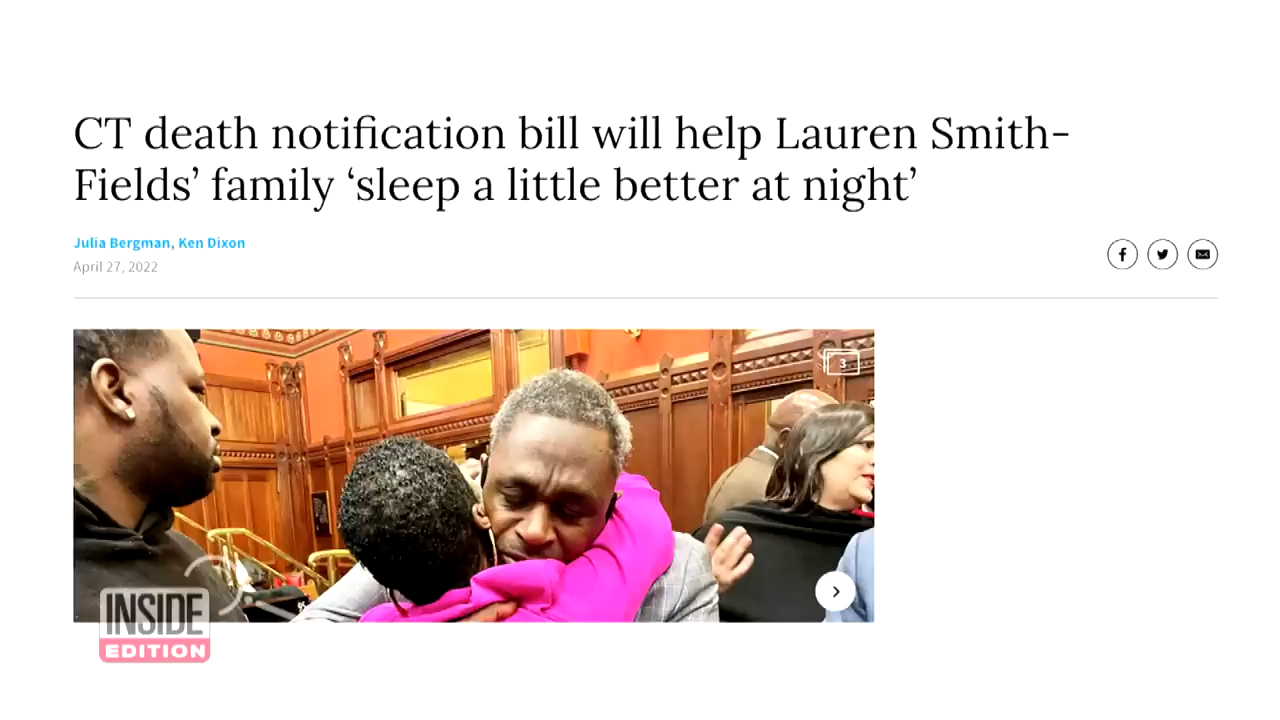 CT death notification bill will help Lauren Smith-
Fields’ family ‘sleep a little better at night’
Julia Bergman, Ken Dixon
April 27, 2022
3
INSIDE
EDITION